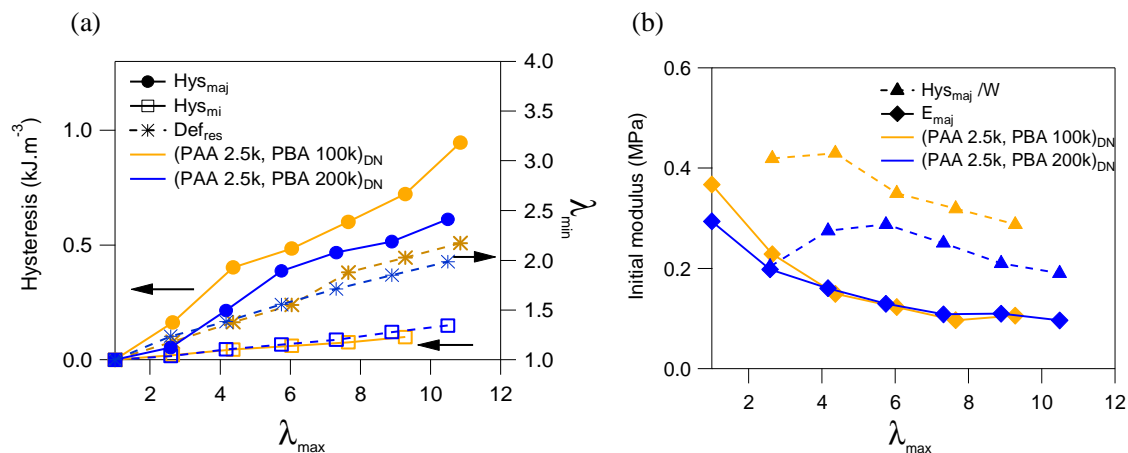 (a)
Hysteresis (kJ.m-3)
1.0
0.5
0.0
Hysmaj
Hysmi
Defres
(PAA 2.5k, PBA 100k)DN
(PAA 2.5k, PBA 200k)DN
4.0
3.5
3.0
2.5
2.0
1.5
1.0
λmin
2 4 6 8 10 12
λmax
(b)
Initial modulus (MPa)
0.6
0.4
0.2
0.0
Hysmaj /W
Emaj
(PAA 2.5k, PBA 100k)DN
(PAA 2.5k, PBA 200k)DN
2 4 6 8 10 12
λmax